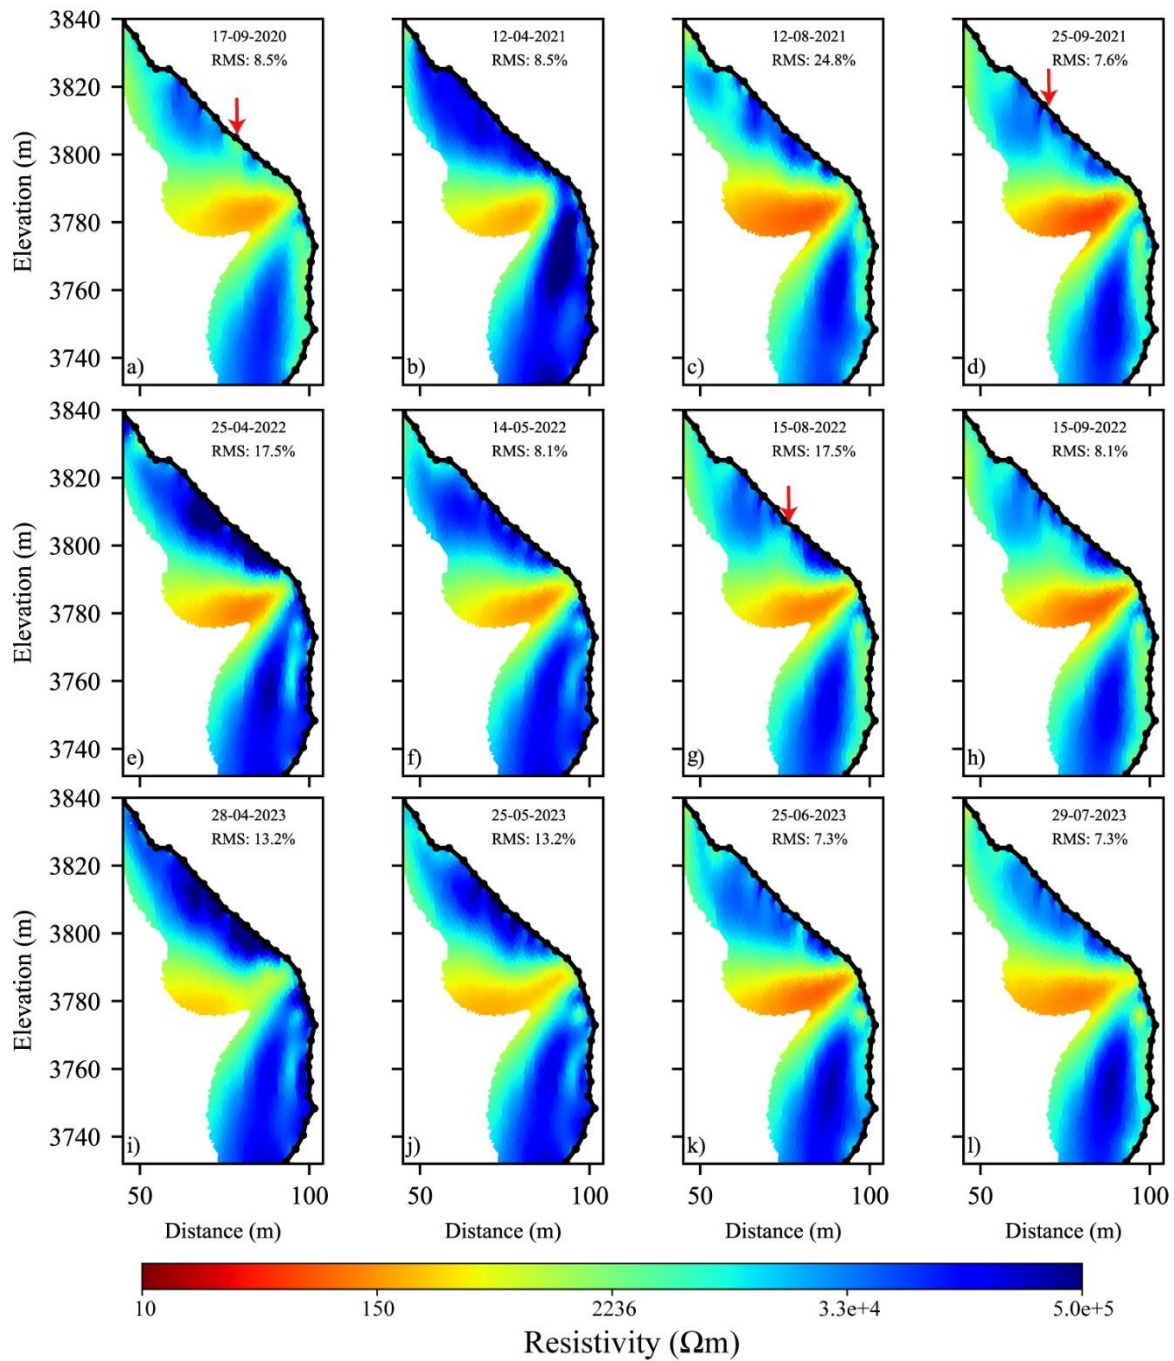 3840
3820
3800
3780
3760
3740
Elevation (m)
17-09-2020
RMS: 8.5%
a)
12-04-2021
RMS: 8.5%
b)
12-08-2021
RMS: 24.8%
c)
25-09-2021
RMS: 7.6%
d)
3840
3820
3800
3780
3760
3740
Elevation (m)
25-04-2022
RMS: 17.5%
e)
14-05-2022
RMS: 8.1%
f)
15-08-2022
RMS: 17.5%
g)
15-09-2022
RMS: 8.1%
h)
3840
3820
3800
3780
3760
3740
Elevation (m)
28-04-2023
RMS: 13.2%
i)
25-05-2023
RMS: 13.2%
j)
25-06-2023
RMS: 7.3%
k)
29-07-2023
RMS: 7.3%
l)
50 100 50 100 50 100 50 100
Distance (m) Distance (m) Distance (m) Distance (m)
10 150 2236 3.3e+4 5.0e+5
Resistivity (Ωm)